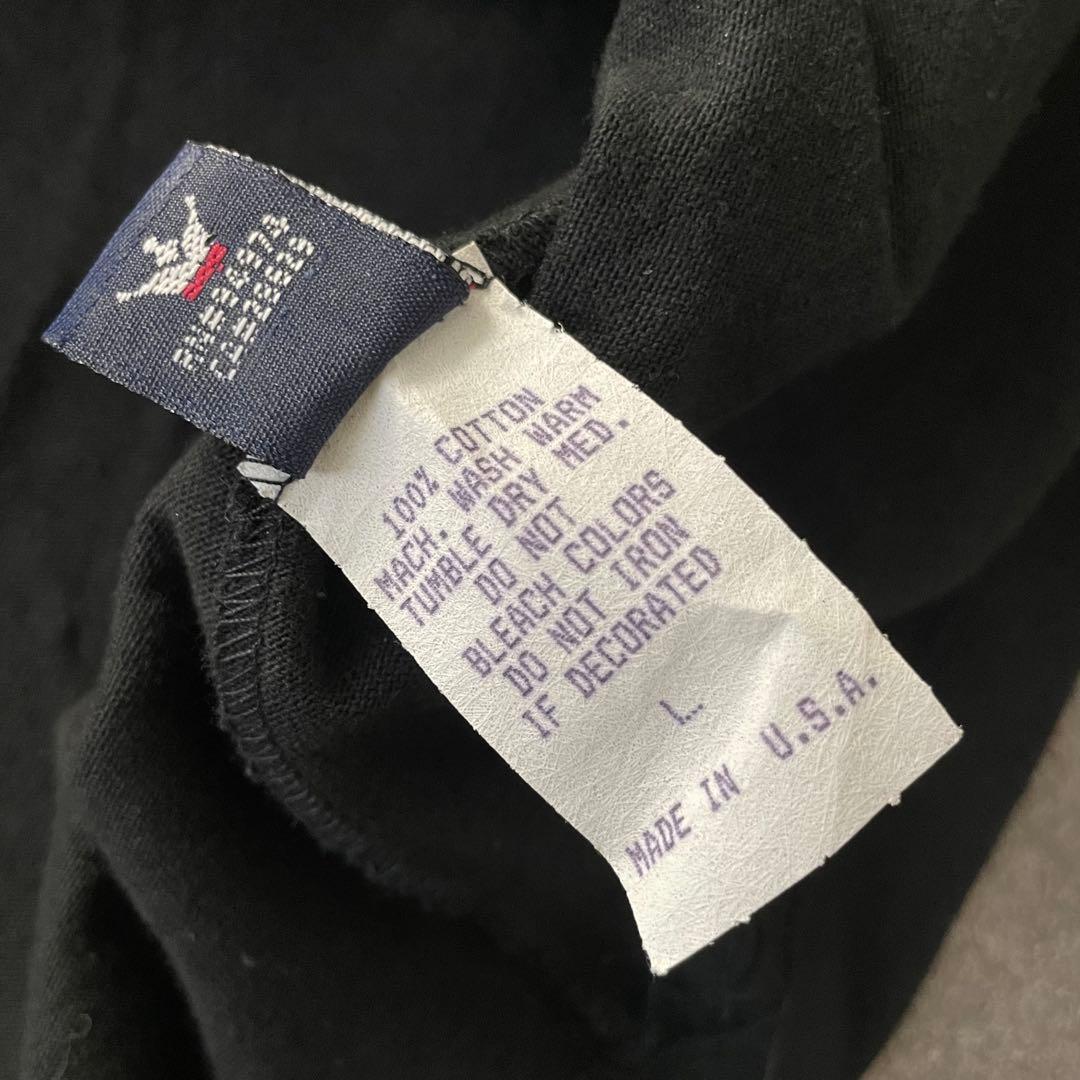 100% COTTON
MACH. WASH WARM
TUMBLE DRY MED.
DO NOT
BLEACH COLORS
DO NOT IRON
IF DECORATED
L
MADE IN U.S.A.